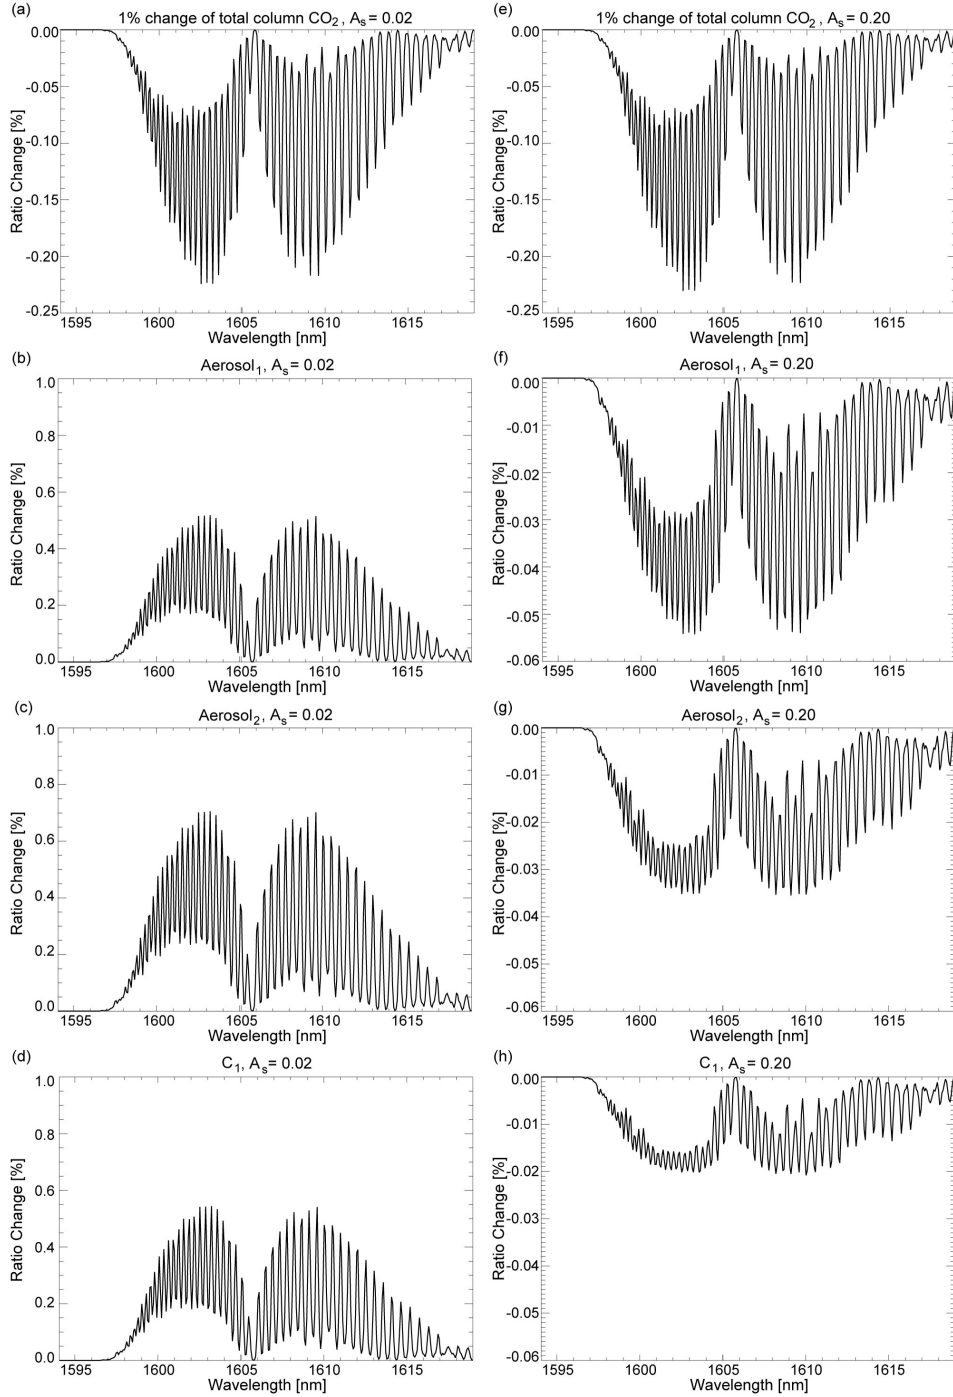 (a)
1% change of total column CO₂ , Aₛ = 0.02
0.00
-0.05
-0.10
-0.15
-0.20
-0.25
Ratio Change [%]
1595 1600 1605 1610 1615
Wavelength [nm]
(e)
1% change of total column CO₂ , Aₛ = 0.20
0.00
-0.05
-0.10
-0.15
-0.20
-0.25
Ratio Change [%]
1595 1600 1605 1610 1615
Wavelength [nm]
(b)
Aerosol₁, Aₛ = 0.02
1.0
0.8
0.6
0.4
0.2
0.0
Ratio Change [%]
1595 1600 1605 1610 1615
Wavelength [nm]
(f)
Aerosol₁, Aₛ = 0.20
0.00
-0.01
-0.02
-0.03
-0.04
-0.05
-0.06
Ratio Change [%]
1595 1600 1605 1610 1615
Wavelength [nm]
(c)
Aerosol₂, Aₛ = 0.02
1.0
0.8
0.6
0.4
0.2
0.0
Ratio Change [%]
1595 1600 1605 1610 1615
Wavelength [nm]
(g)
Aerosol₂, Aₛ = 0.20
0.00
-0.01
-0.02
-0.03
-0.04
-0.05
-0.06
Ratio Change [%]
1595 1600 1605 1610 1615
Wavelength [nm]
(d)
C₁, Aₛ = 0.02
1.0
0.8
0.6
0.4
0.2
0.0
Ratio Change [%]
1595 1600 1605 1610 1615
Wavelength [nm]
(h)
C₁, Aₛ = 0.20
0.00
-0.01
-0.02
-0.03
-0.04
-0.05
-0.06
Ratio Change [%]
1595 1600 1605 1610 1615
Wavelength [nm]